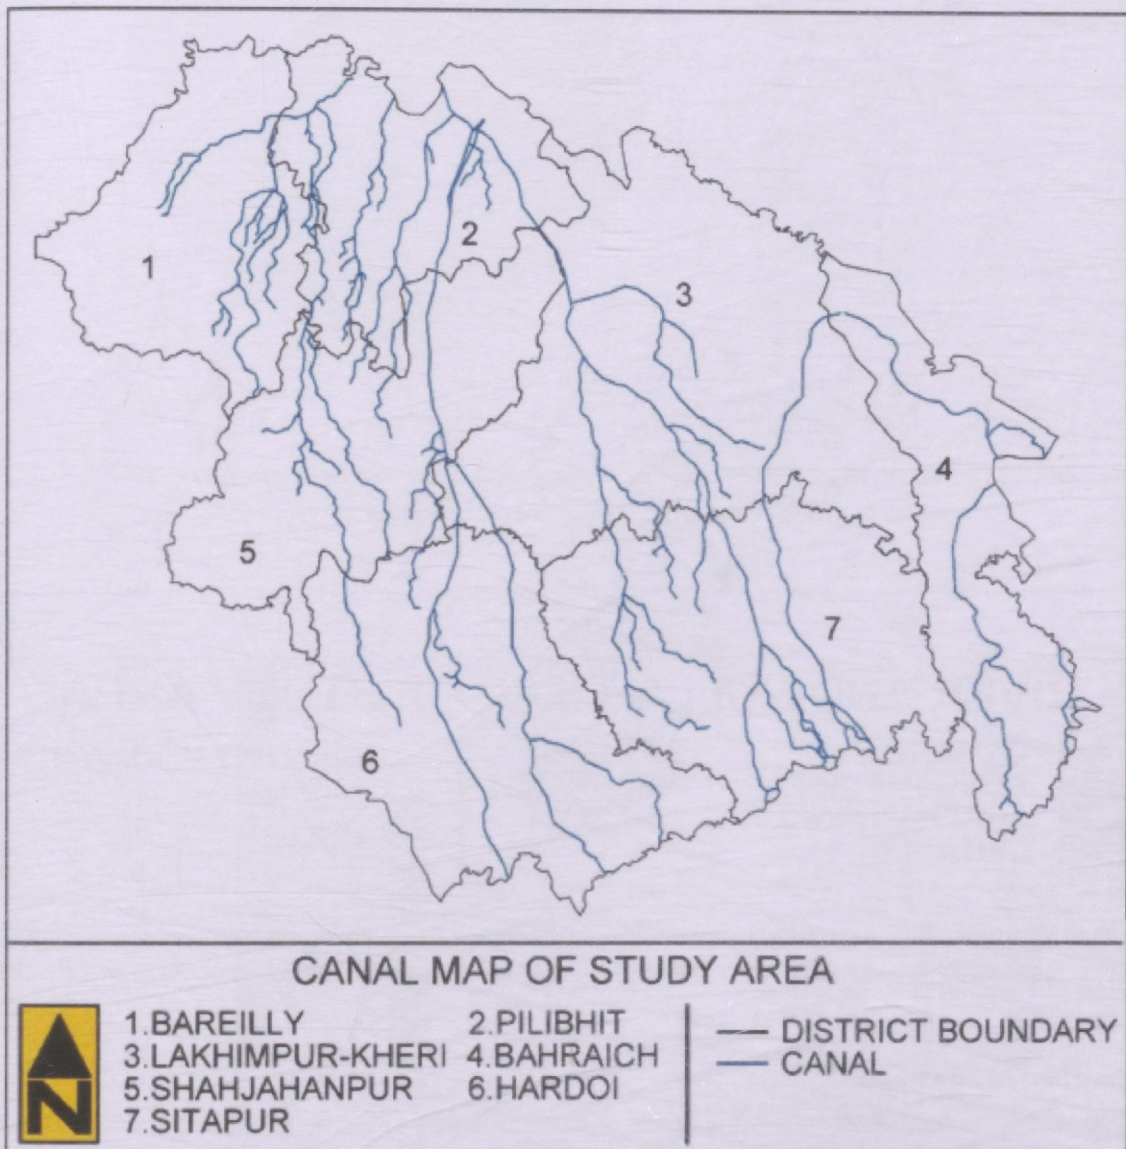 1
2
3
4
5
6
7
CANAL MAP OF STUDY AREA
N
1.BAREILLY 2.PILIBHIT
3.LAKHIMPUR-KHERI 4.BAHRAICH
5.SHAHJAHANPUR 6.HARDOI
7.SITAPUR
DISTRICT BOUNDARY
CANAL